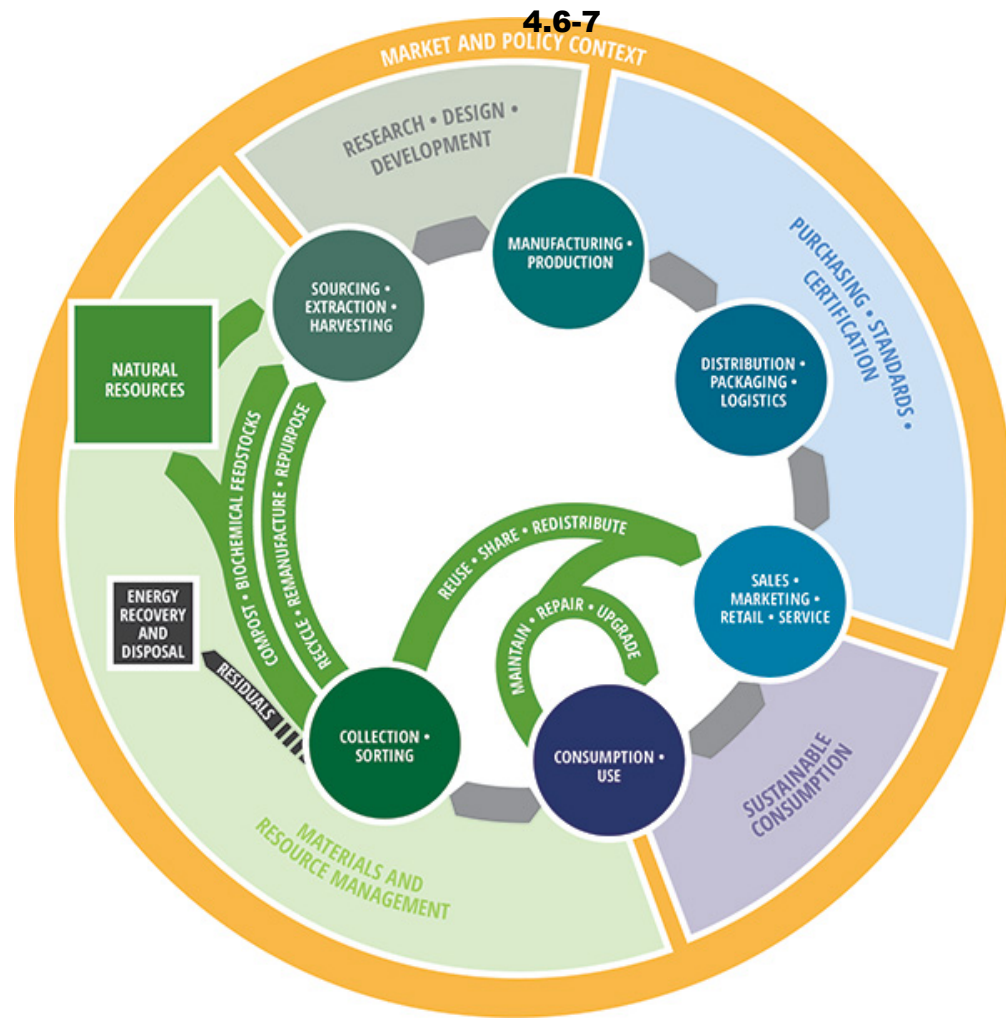 4.6-7
MARKET AND POLICY CONTEXT
RESEARCH • DESIGN •
DEVELOPMENT
MANUFACTURING •
PRODUCTION
SOURCING •
EXTRACTION •
HARVESTING
PURCHASING • STANDARDS •
CERTIFICATION
NATURAL
RESOURCES
DISTRIBUTION •
PACKAGING •
LOGISTICS
COMPOST • BIOCHEMICAL FEEDSTOCKS
RECYCLE • REMANUFACTURE • REPURPOSE
REUSE • SHARE • REDISTRIBUTE
MAINTAIN • REPAIR • UPGRADE
SALES •
MARKETING •
RETAIL • SERVICE
ENERGY
RECOVERY
AND
DISPOSAL
RESIDUALS
COLLECTION •
SORTING
CONSUMPTION •
USE
SUSTAINABLE
CONSUMPTION
MATERIALS AND
RESOURCE MANAGEMENT